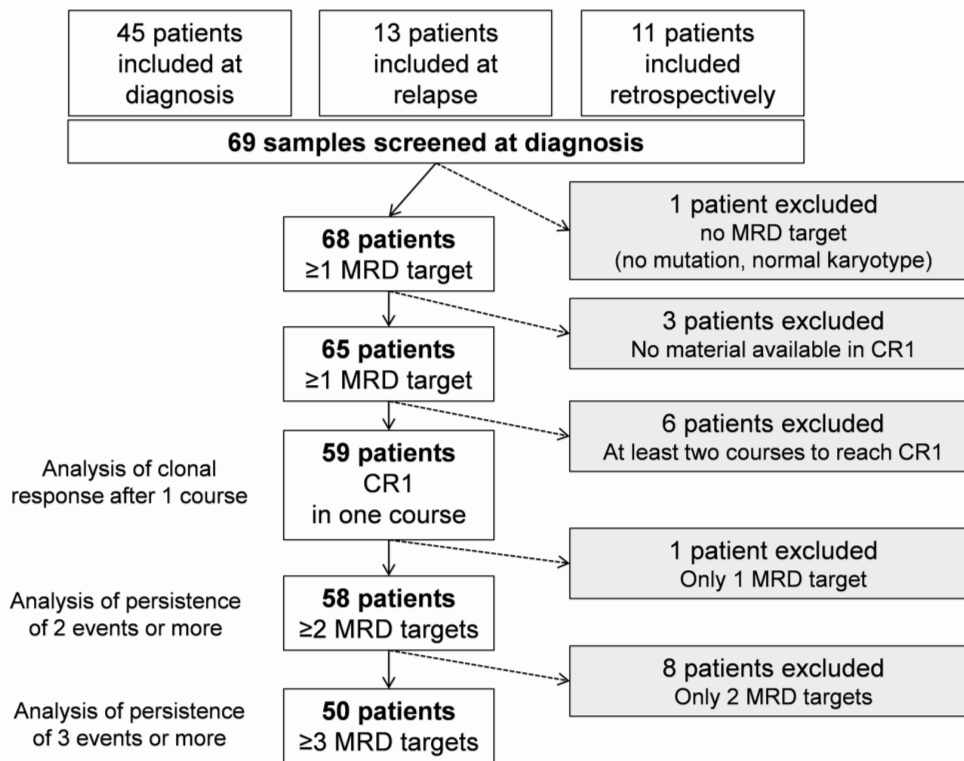 45 patients
included at
diagnosis
13 patients
included at
relapse
11 patients
included
retrospectively
69 samples screened at diagnosis
1 patient excluded
no MRD target
(no mutation, normal karyotype)
68 patients
≥1 MRD target
3 patients excluded
No material available in CR1
65 patients
≥1 MRD target
6 patients excluded
At least two courses to reach CR1
Analysis of clonal
response after 1 course
59 patients
CR1
in one course
1 patient excluded
Only 1 MRD target
Analysis of persistence
of 2 events or more
58 patients
≥2 MRD targets
8 patients excluded
Only 2 MRD targets
Analysis of persistence
of 3 events or more
50 patients
≥3 MRD targets